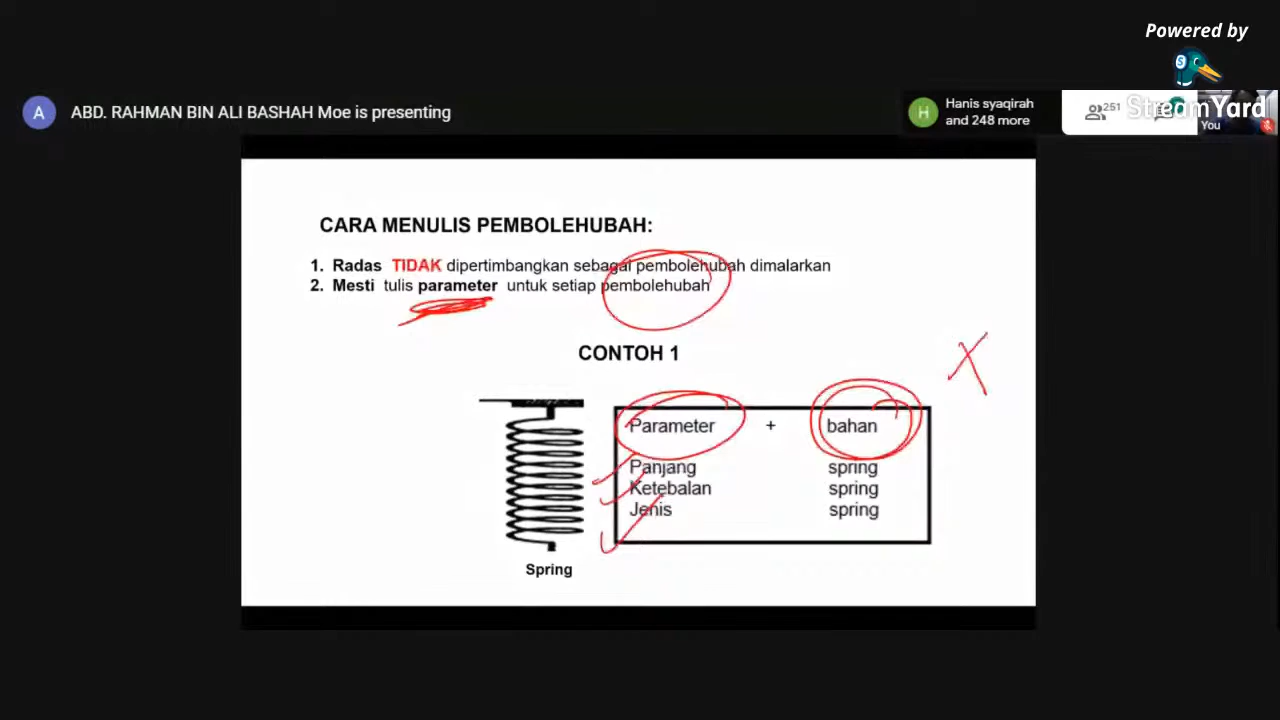 Powered by
StreamYard
A
ABD. RAHMAN BIN ALI BASHAH Moe is presenting
H
Hanis syaqirah
and 248 more
251
You
CARA MENULIS PEMBOLEHUBAH:
1. Radas TIDAK dipertimbangkan sebagai pembolehubah dimalarkan
2. Mesti tulis parameter untuk setiap pembolehubah
CONTOH 1
X
Parameter + bahan
Panjang spring
Ketebalan spring
Jenis spring
Spring